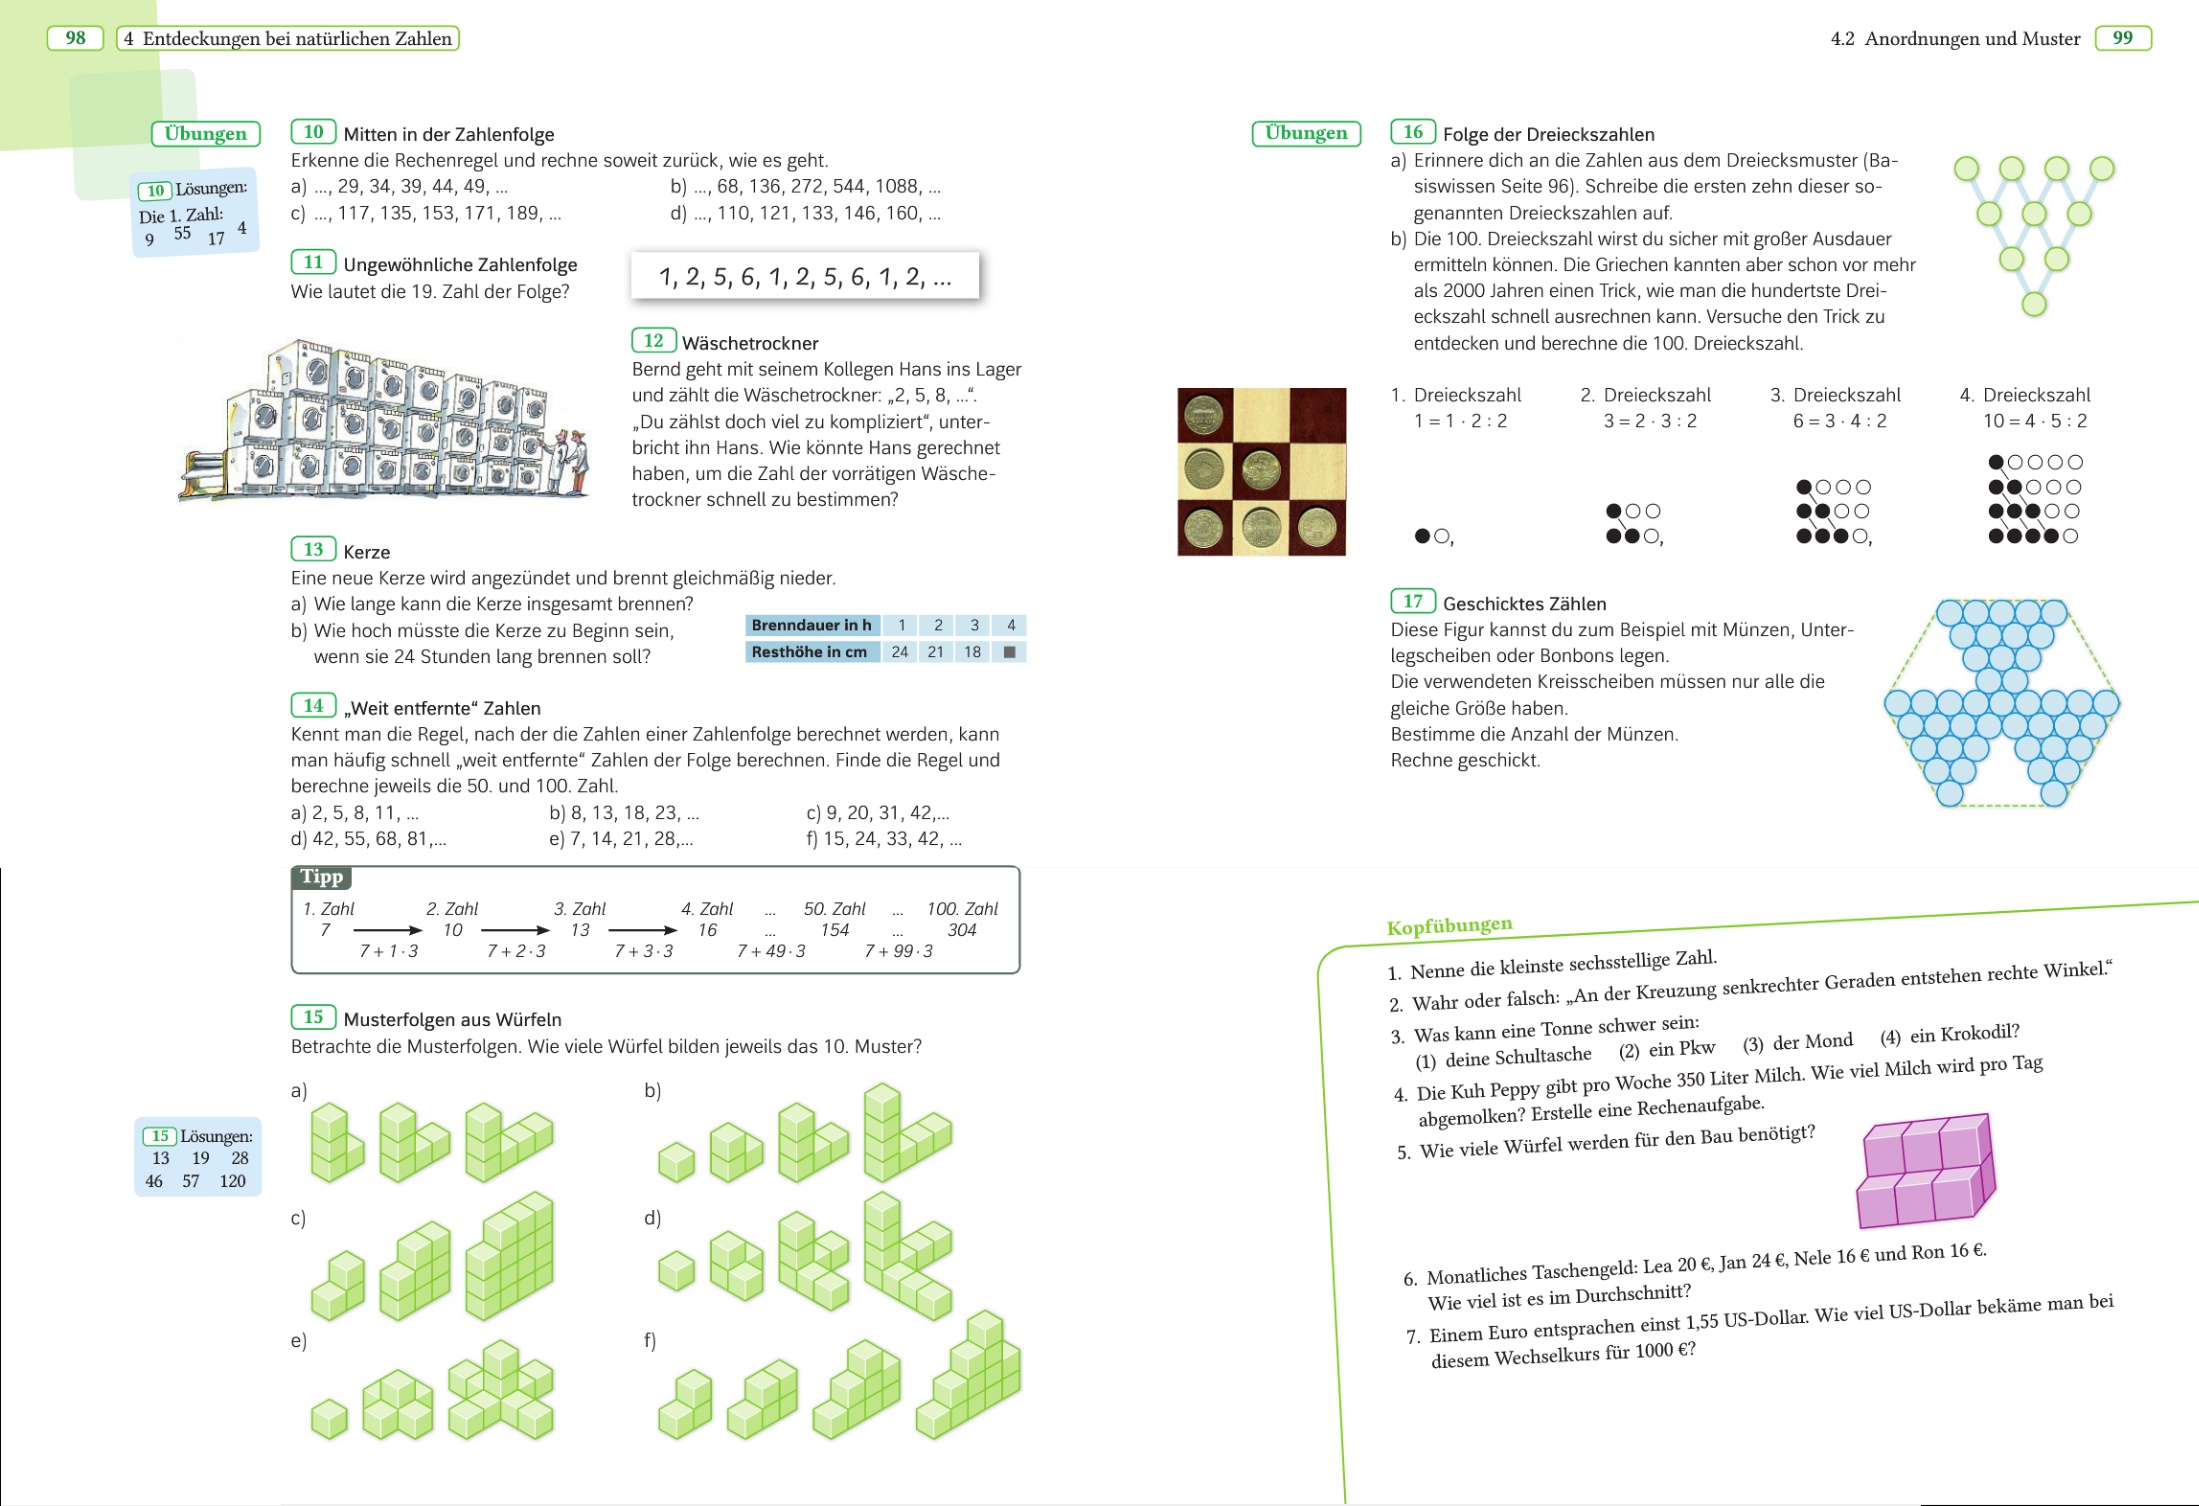 98 4 Entdeckungen bei natürlichen Zahlen
Übungen
10 Mitten in der Zahlenfolge
Erkenne die Rechenregel und rechne soweit zurück, wie es geht.
a) ..., 29, 34, 39, 44, 49, ... b) ..., 68, 136, 272, 544, 1088, ...
c) ..., 117, 135, 153, 171, 189, ... d) ..., 110, 121, 133, 146, 160, ...
10 Lösungen:
Die 1. Zahl:
9 55 17 4
11 Ungewöhnliche Zahlenfolge
Wie lautet die 19. Zahl der Folge?
1, 2, 5, 6, 1, 2, 5, 6, 1, 2, ...
12 Wäschetrockner
Bernd geht mit seinem Kollegen Hans ins Lager
und zählt die Wäschetrockner: „2, 5, 8, ...“.
„Du zählst doch viel zu kompliziert“, unter-
bricht ihn Hans. Wie könnte Hans gerechnet
haben, um die Zahl der vorrätigen Wäsche-
trockner schnell zu bestimmen?
13 Kerze
Eine neue Kerze wird angezündet und brennt gleichmäßig nieder.
a) Wie lange kann die Kerze insgesamt brennen?
b) Wie hoch müsste die Kerze zu Beginn sein,
wenn sie 24 Stunden lang brennen soll?
Brenndauer in h 1 2 3 4
Resthöhe in cm 24 21 18 ■
14 „Weit entfernte“ Zahlen
Kennt man die Regel, nach der die Zahlen einer Zahlenfolge berechnet werden, kann
man häufig schnell „weit entfernte“ Zahlen der Folge berechnen. Finde die Regel und
berechne jeweils die 50. und 100. Zahl.
a) 2, 5, 8, 11, ... b) 8, 13, 18, 23, ... c) 9, 20, 31, 42,...
d) 42, 55, 68, 81,... e) 7, 14, 21, 28,... f) 15, 24, 33, 42, ...
Tipp
1. Zahl 2. Zahl 3. Zahl 4. Zahl ... 50. Zahl ... 100. Zahl
7 10 13 16 ... 154 ... 304
7 + 1 · 3 7 + 2 · 3 7 + 3 · 3 7 + 49 · 3 7 + 99 · 3
15 Musterfolgen aus Würfeln
Betrachte die Musterfolgen. Wie viele Würfel bilden jeweils das 10. Muster?
a) b)
15 Lösungen:
13 19 28
46 57 120
c) d)
e) f)
4.2 Anordnungen und Muster 99
Übungen
16 Folge der Dreieckszahlen
a) Erinnere dich an die Zahlen aus dem Dreiecksmuster (Ba-
siswissen Seite 96). Schreibe die ersten zehn dieser so-
genannten Dreieckszahlen auf.
b) Die 100. Dreieckszahl wirst du sicher mit großer Ausdauer
ermitteln können. Die Griechen kannten aber schon vor mehr
als 2000 Jahren einen Trick, wie man die hundertste Drei-
eckszahl schnell ausrechnen kann. Versuche den Trick zu
entdecken und berechne die 100. Dreieckszahl.
1. Dreieckszahl 2. Dreieckszahl 3. Dreieckszahl 4. Dreieckszahl
1 = 1 · 2 : 2 3 = 2 · 3 : 2 6 = 3 · 4 : 2 10 = 4 · 5 : 2
, , ,
17 Geschicktes Zählen
Diese Figur kannst du zum Beispiel mit Münzen, Unter-
legscheiben oder Bonbons legen.
Die verwendeten Kreisscheiben müssen nur alle die
gleiche Größe haben.
Bestimme die Anzahl der Münzen.
Rechne geschickt.
Kopfübungen
1. Nenne die kleinste sechsstellige Zahl.
2. Wahr oder falsch: „An der Kreuzung senkrechter Geraden entstehen rechte Winkel.“
3. Was kann eine Tonne schwer sein:
(1) deine Schultasche (2) ein Pkw (3) der Mond (4) ein Krokodil?
4. Die Kuh Peppy gibt pro Woche 350 Liter Milch. Wie viel Milch wird pro Tag
abgemolken? Erstelle eine Rechenaufgabe.
5. Wie viele Würfel werden für den Bau benötigt?
6. Monatliches Taschengeld: Lea 20 €, Jan 24 €, Nele 16 € und Ron 16 €.
Wie viel ist es im Durchschnitt?
7. Einem Euro entsprachen einst 1,55 US-Dollar. Wie viel US-Dollar bekäme man bei
diesem Wechselkurs für 1000 €?